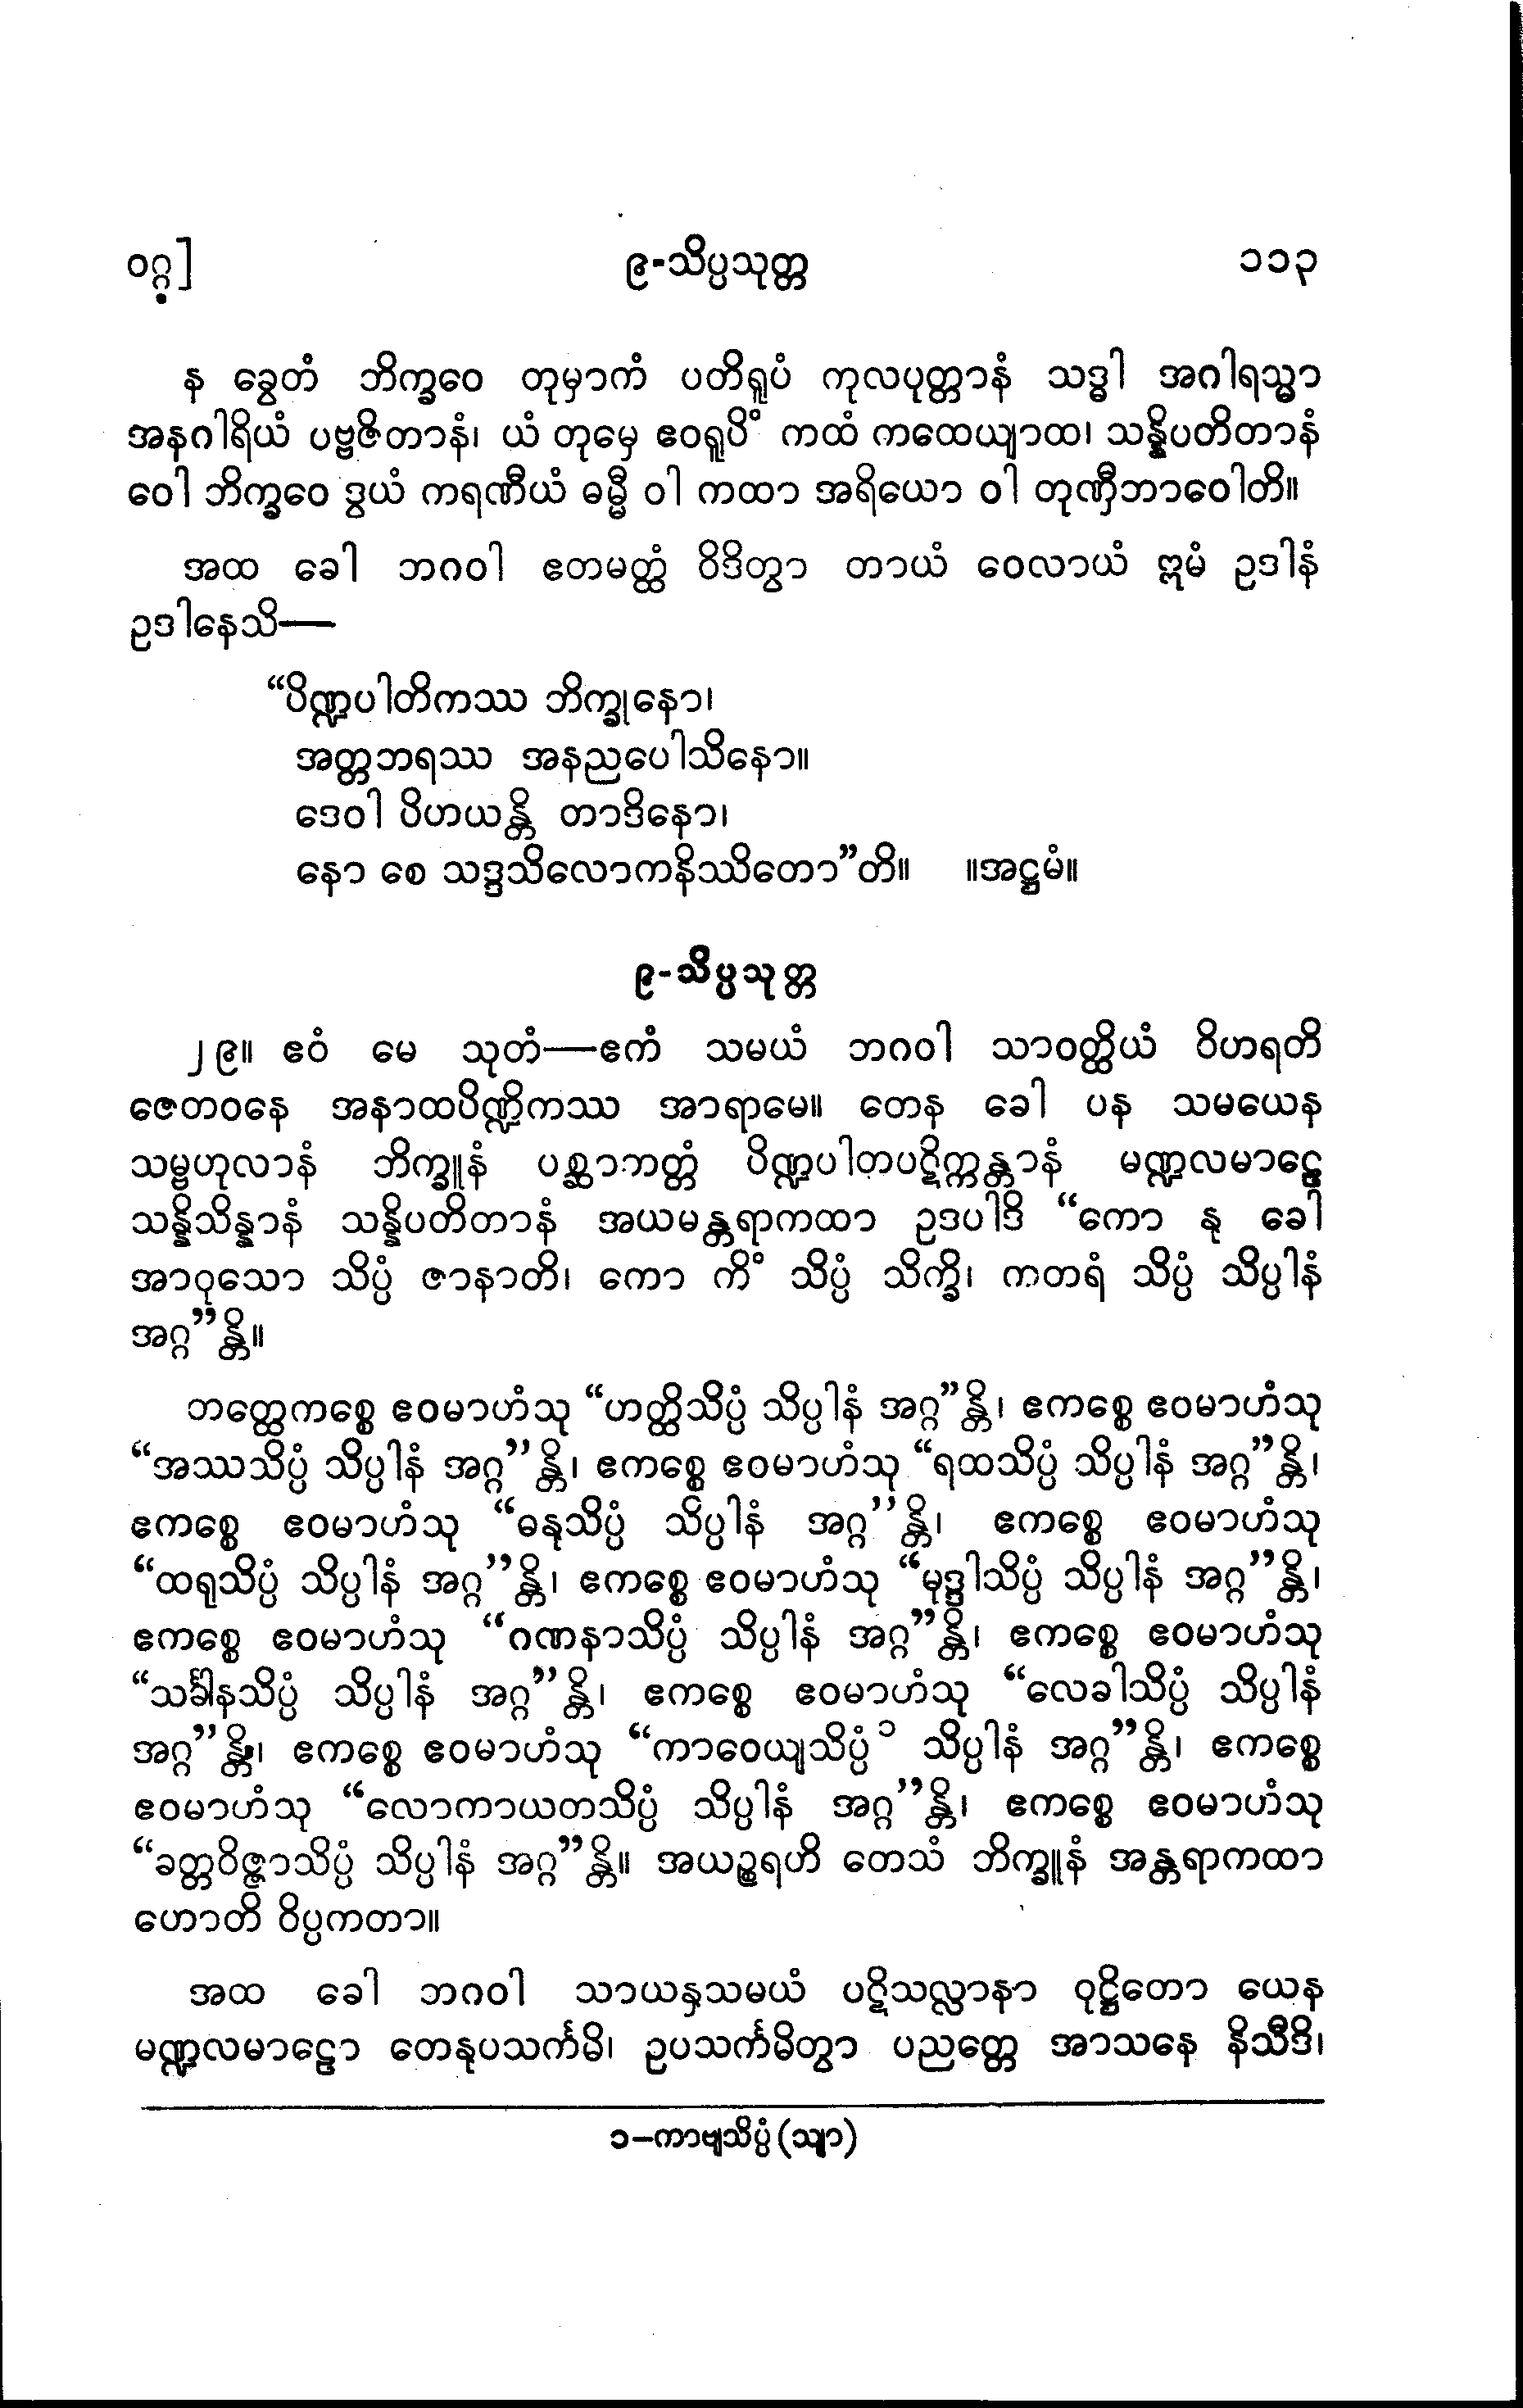 ဝဂ္ဂ]
၉-သိပ္ပသုတ္တ
၁၁၃
န ခွေတံ ဘိက္ခဝေ တုမှာကံ ပတိရူပံ ကုလပုတ္တာနံ သဒ္ဓါ အဂါရသ္မာ
အနဂါရိယံ ပဗ္ဗဇိတာနံ၊ ယံ တုမှေ ဧဝရူပိံ ကထံ ကထေယျာထ၊ သန္နိပတိတာနံ
ဝေါ ဘိက္ခဝေ ဒွယံ ကရဏီယံ ဓမ္မီ ဝါ ကထာ အရိယော ဝါ တုဏှီဘာဝေါတိ။
အထ ခေါ ဘဂဝါ ဧတမတ္ထံ ဝိဒိတွာ တာယံ ဝေလာယံ ဣမံ ဥဒါနံ
ဥဒါနေသိ—
“ပိဏ္ဍပါတိကဿ ဘိက္ခုနော၊
အတ္တဘရဿ အနညပေါသိနော။
ဒေဝါ ပိဟယန္တိ တာဒိနော၊
နော စေ သဒ္ဒသိလောကနိဿိတော”တိ။ ။အဋ္ဌမံ။
၉-သိပ္ပသုတ္တ
၂၉။ ဧဝံ မေ သုတံ—ဧကံ သမယံ ဘဂဝါ သာဝတ္ထိယံ ဝိဟရတိ
ဇေတဝနေ အနာထပိဏ္ဍိကဿ အာရာမေ။ တေန ခေါ ပန သမယေန
သမ္ဗဟုလာနံ ဘိက္ခူနံ ပစ္ဆာဘတ္တံ ပိဏ္ဍပါတပဋိက္ကန္တာနံ မဏ္ဍလမာဠေ
သန္နိသိန္နာနံ သန္နိပတိတာနံ အယမန္တရာကထာ ဥဒပါဒိ “ကော နု ခေါ
အာဝုသော သိပ္ပံ ဇာနာတိ၊ ကော ကိံ သိပ္ပံ သိက္ခိ၊ ကတရံ သိပ္ပံ သိပ္ပါနံ
အဂ္ဂ”န္တိ။
တတ္ထေကစ္စေ ဧဝမာဟံသု “ဟတ္ထိသိပ္ပံ သိပ္ပါနံ အဂ္ဂ”န္တိ၊ ဧကစ္စေ ဧဝမာဟံသု
“အဿသိပ္ပံ သိပ္ပါနံ အဂ္ဂ”န္တိ၊ ဧကစ္စေ ဧဝမာဟံသု “ရထသိပ္ပံ သိပ္ပါနံ အဂ္ဂ”န္တိ၊
ဧကစ္စေ ဧဝမာဟံသု “ဓနုသိပ္ပံ သိပ္ပါနံ အဂ္ဂ”န္တိ၊ ဧကစ္စေ ဧဝမာဟံသု
“ထရုသိပ္ပံ သိပ္ပါနံ အဂ္ဂ”န္တိ၊ ဧကစ္စေ ဧဝမာဟံသု “မုဒ္ဒါသိပ္ပံ သိပ္ပါနံ အဂ္ဂ”န္တိ၊
ဧကစ္စေ ဧဝမာဟံသု “ဂဏနာသိပ္ပံ သိပ္ပါနံ အဂ္ဂ”န္တိ၊ ဧကစ္စေ ဧဝမာဟံသု
“သင်္ခါနသိပ္ပံ သိပ္ပါနံ အဂ္ဂ”န္တိ၊ ဧကစ္စေ ဧဝမာဟံသု “လေခါသိပ္ပံ သိပ္ပါနံ
အဂ္ဂ”န္တိ၊ ဧကစ္စေ ဧဝမာဟံသု “ကာဝေယျသိပ္ပံ၁ သိပ္ပါနံ အဂ္ဂ”န္တိ၊ ဧကစ္စေ
ဧဝမာဟံသု “လောကာယတသိပ္ပံ သိပ္ပါနံ အဂ္ဂ”န္တိ၊ ဧကစ္စေ ဧဝမာဟံသု
“ခတ္တဝိဇ္ဇာသိပ္ပံ သိပ္ပါနံ အဂ္ဂ”န္တိ။ အယဉ္စရဟိ တေသံ ဘိက္ခူနံ အန္တရာကထာ
ဟောတိ ဝိပ္ပကတာ။
အထ ခေါ ဘဂဝါ သာယနှသမယံ ပဋိသလ္လာနာ ဝုဋ္ဌိတော ယေန
မဏ္ဍလမာဠော တေနုပသင်္ကမိ၊ ဥပသင်္ကမိတွာ ပညတ္တေ အာသနေ နိသီဒိ၊
၁–ကာဗျသိပ္ပံ (သျာ)